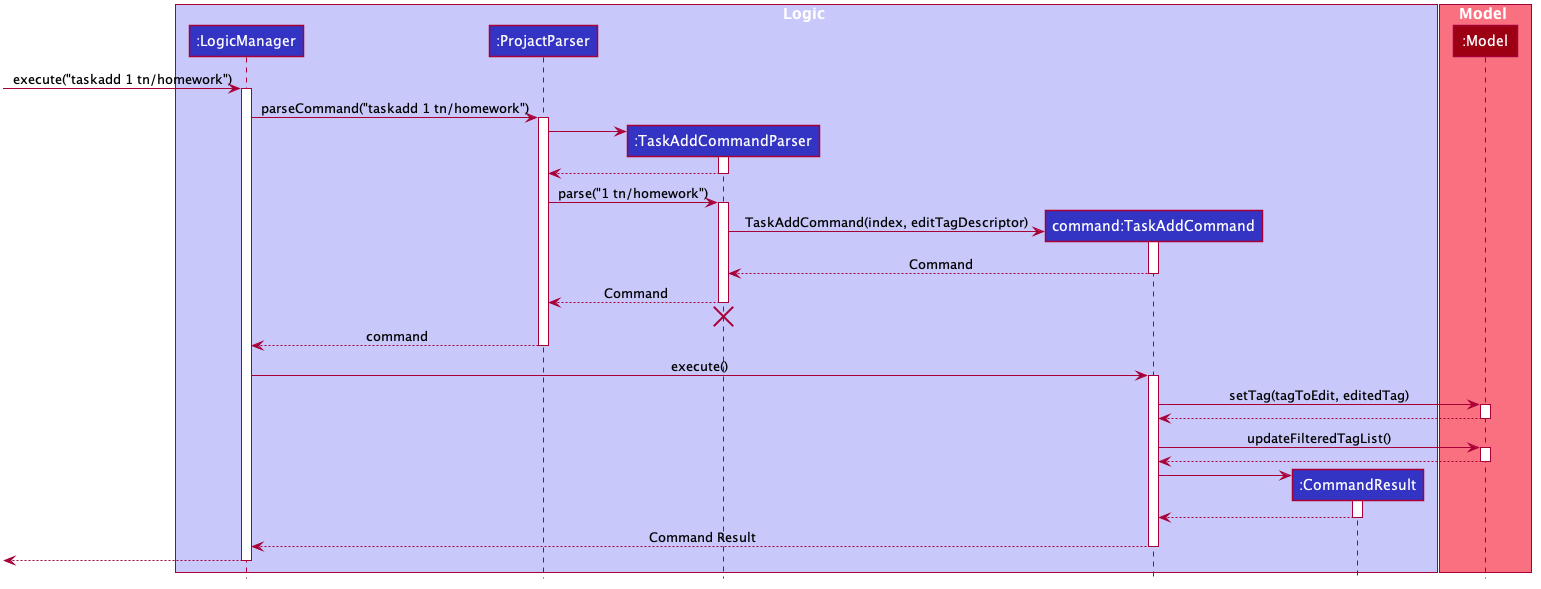 Logic
Model
:LogicManager
:ProjactParser
:Model
execute("taskadd 1 tn/homework")
parseCommand("taskadd 1 tn/homework")
:TaskAddCommandParser
parse("1 tn/homework")
TaskAddCommand(index, editTagDescriptor)
command:TaskAddCommand
Command
Command
command
execute()
setTag(tagToEdit, editedTag)
updateFilteredTagList()
:CommandResult
Command Result